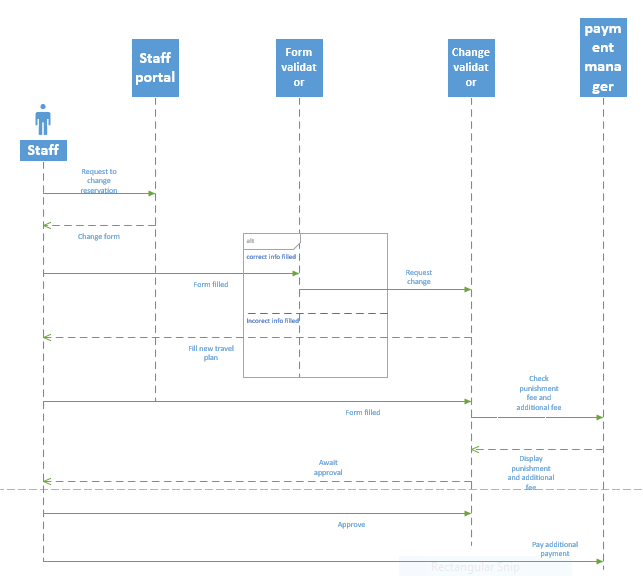 paym
ent
mana
ger
Staff
portal
Form
validat
or
Change
validat
or
Staff
Request to
change
reservation
Change form
alt
correct info filled
Form filled
Request
change
Incorect info filled
Fill new travel
plan
Check
punishment
fee and
additional fee
Form filled
Display
punishment
and additional
fee
Await
approval
Approve
Pay additional
payment
Rectangular Snip